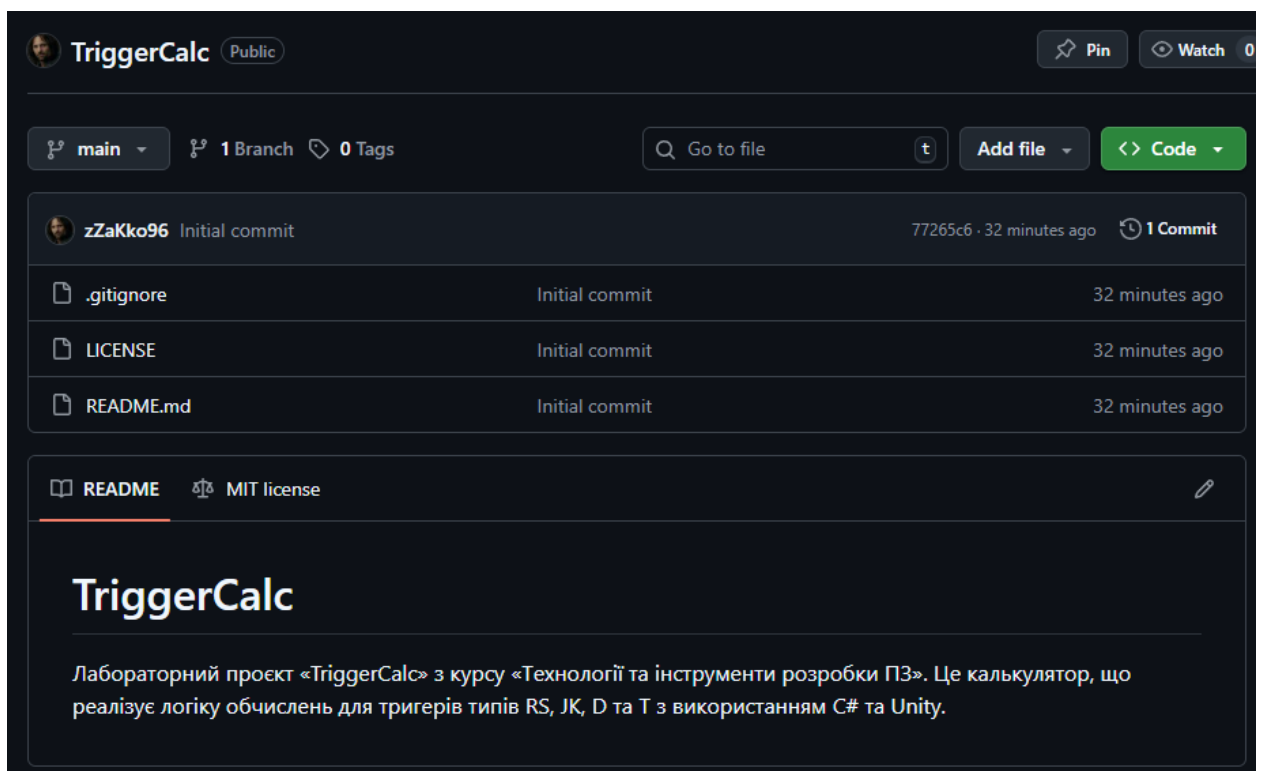 TriggerCalc Public Pin Watch 0
main 1 Branch 0 Tags Go to file t Add file Code
zZaKko96 Initial commit 77265c6 · 32 minutes ago 1 Commit
.gitignore Initial commit 32 minutes ago
LICENSE Initial commit 32 minutes ago
README.md Initial commit 32 minutes ago
README MIT license
TriggerCalc
Лабораторний проєкт «TriggerCalc» з курсу «Технології та інструменти розробки ПЗ». Це калькулятор, що
реалізує логіку обчислень для тригерів типів RS, JK, D та T з використанням C# та Unity.